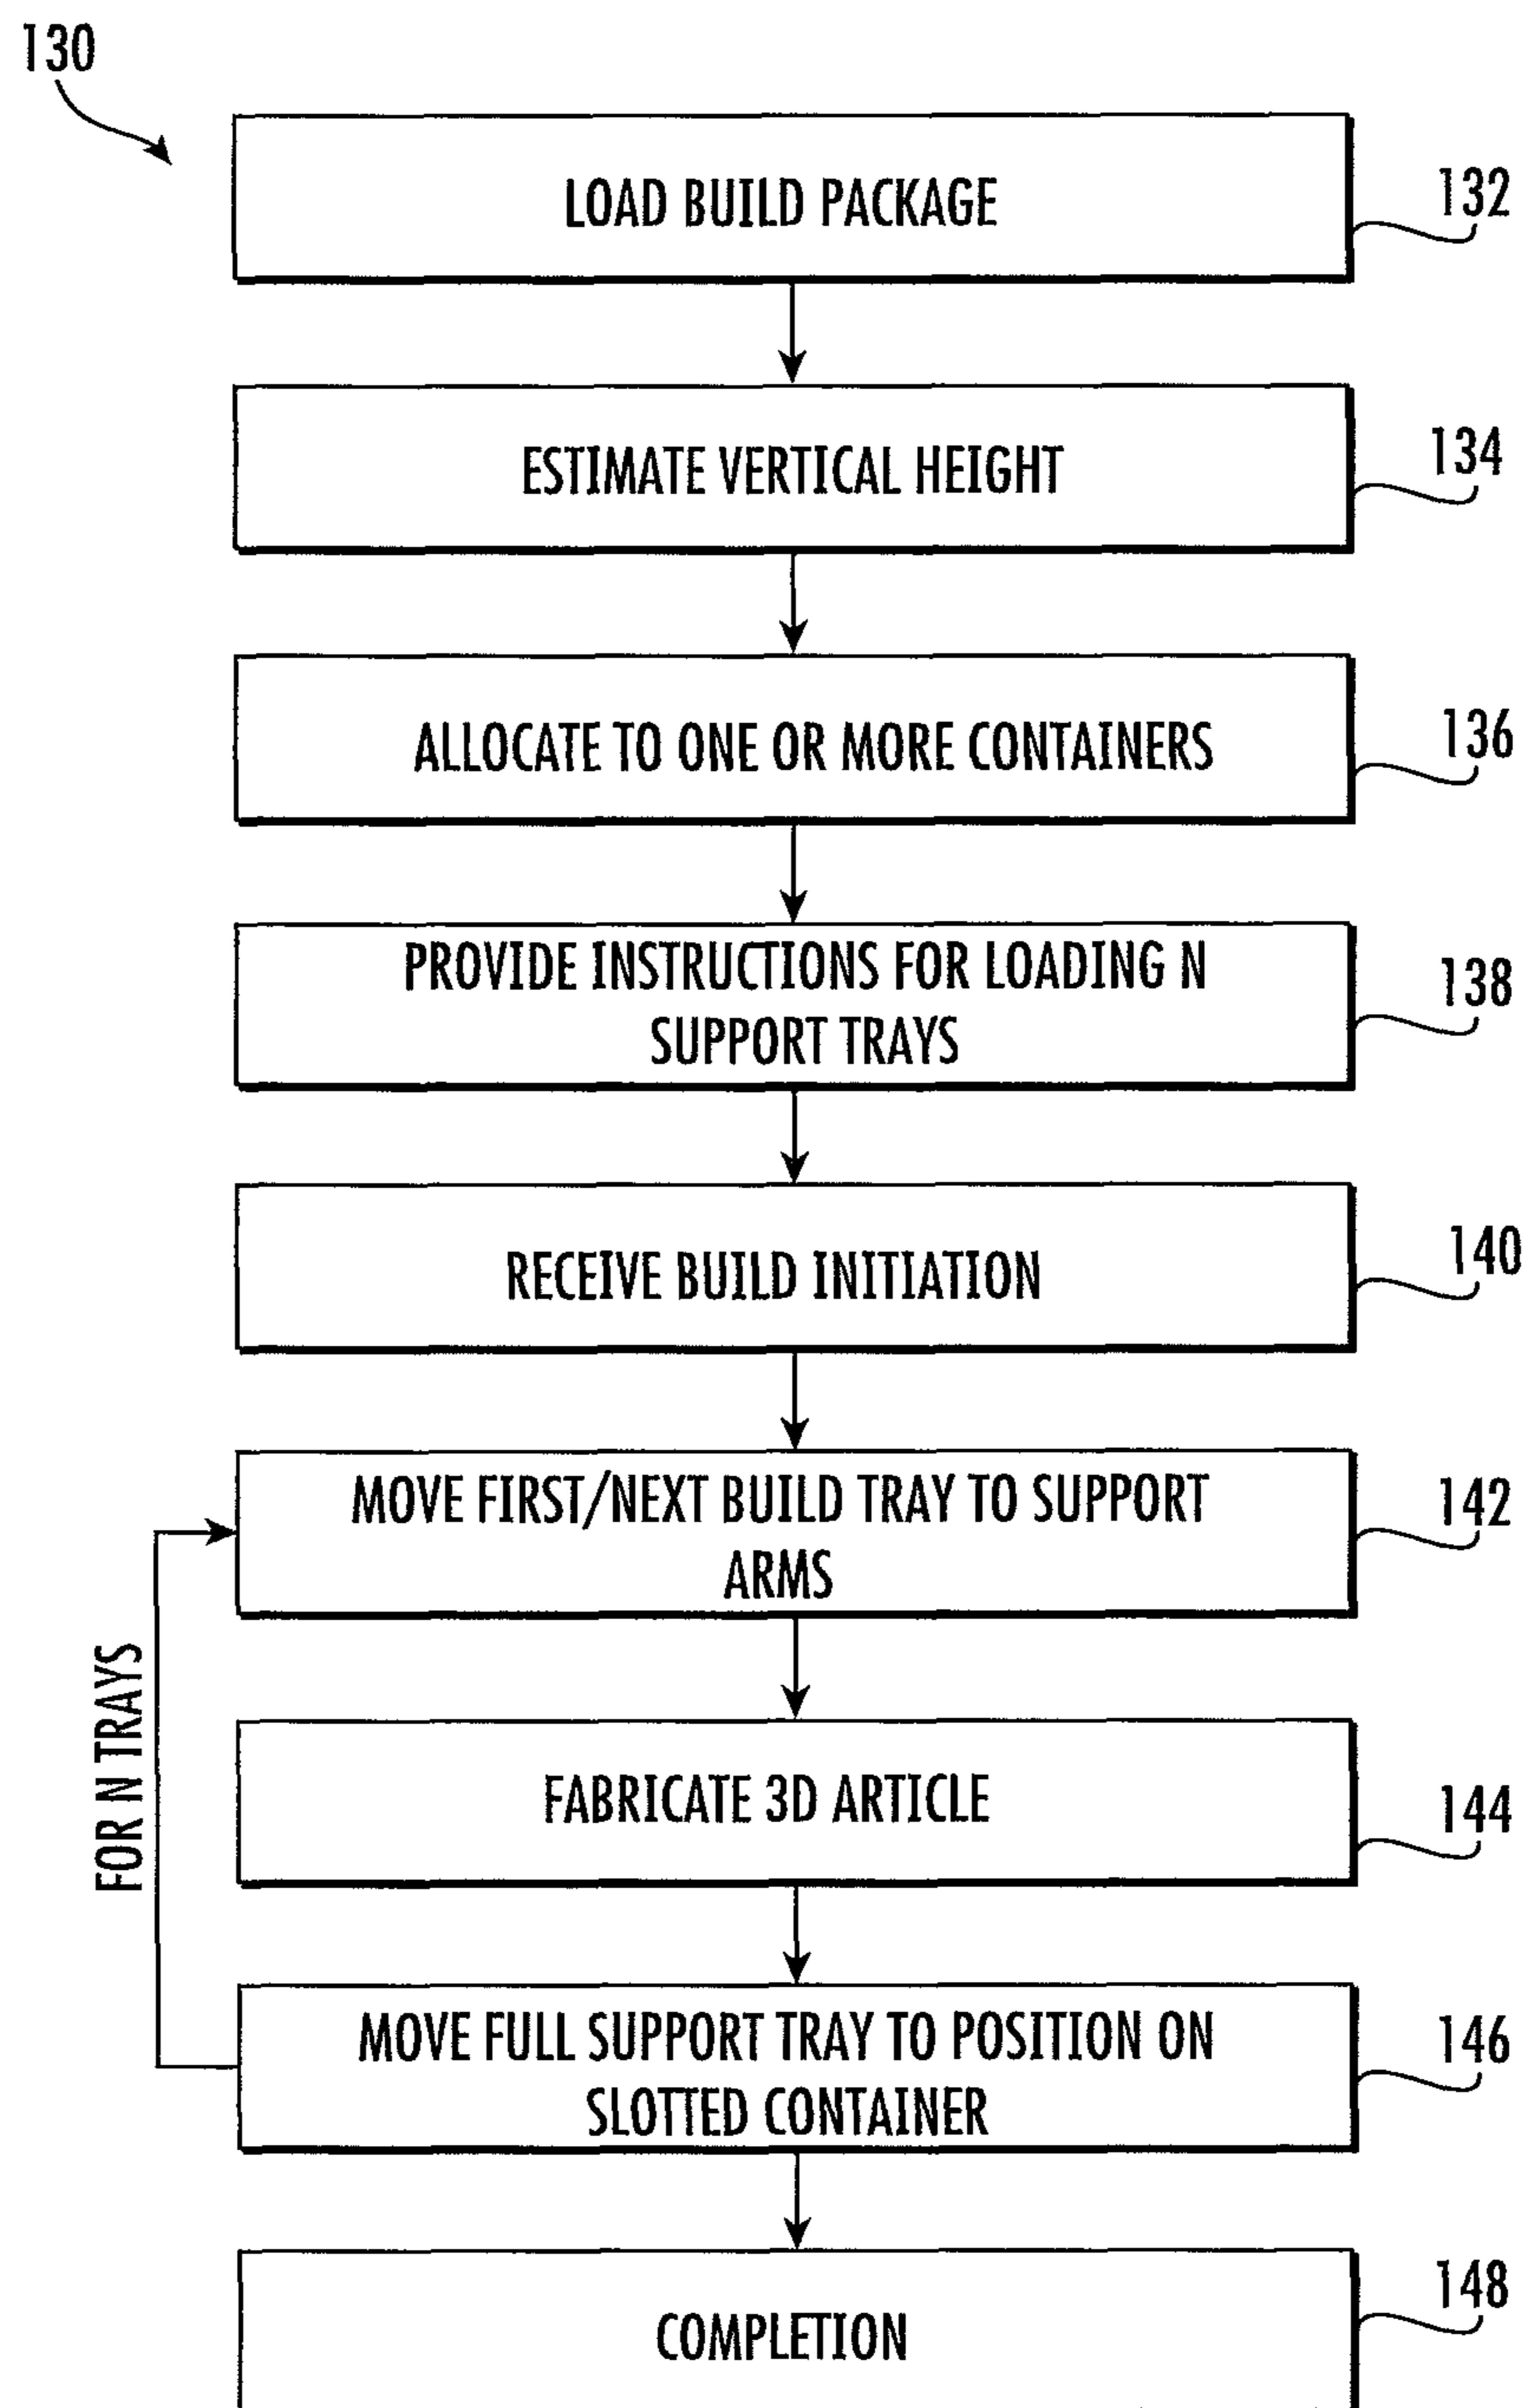 130
LOAD BUILD PACKAGE
132
ESTIMATE VERTICAL HEIGHT
134
ALLOCATE TO ONE OR MORE CONTAINERS
136
PROVIDE INSTRUCTIONS FOR LOADING N
SUPPORT TRAYS
138
RECEIVE BUILD INITIATION
140
MOVE FIRST/NEXT BUILD TRAY TO SUPPORT
ARMS
142
FOR N TRAYS
FABRICATE 3D ARTICLE
144
MOVE FULL SUPPORT TRAY TO POSITION ON
SLOTTED CONTAINER
146
COMPLETION
148